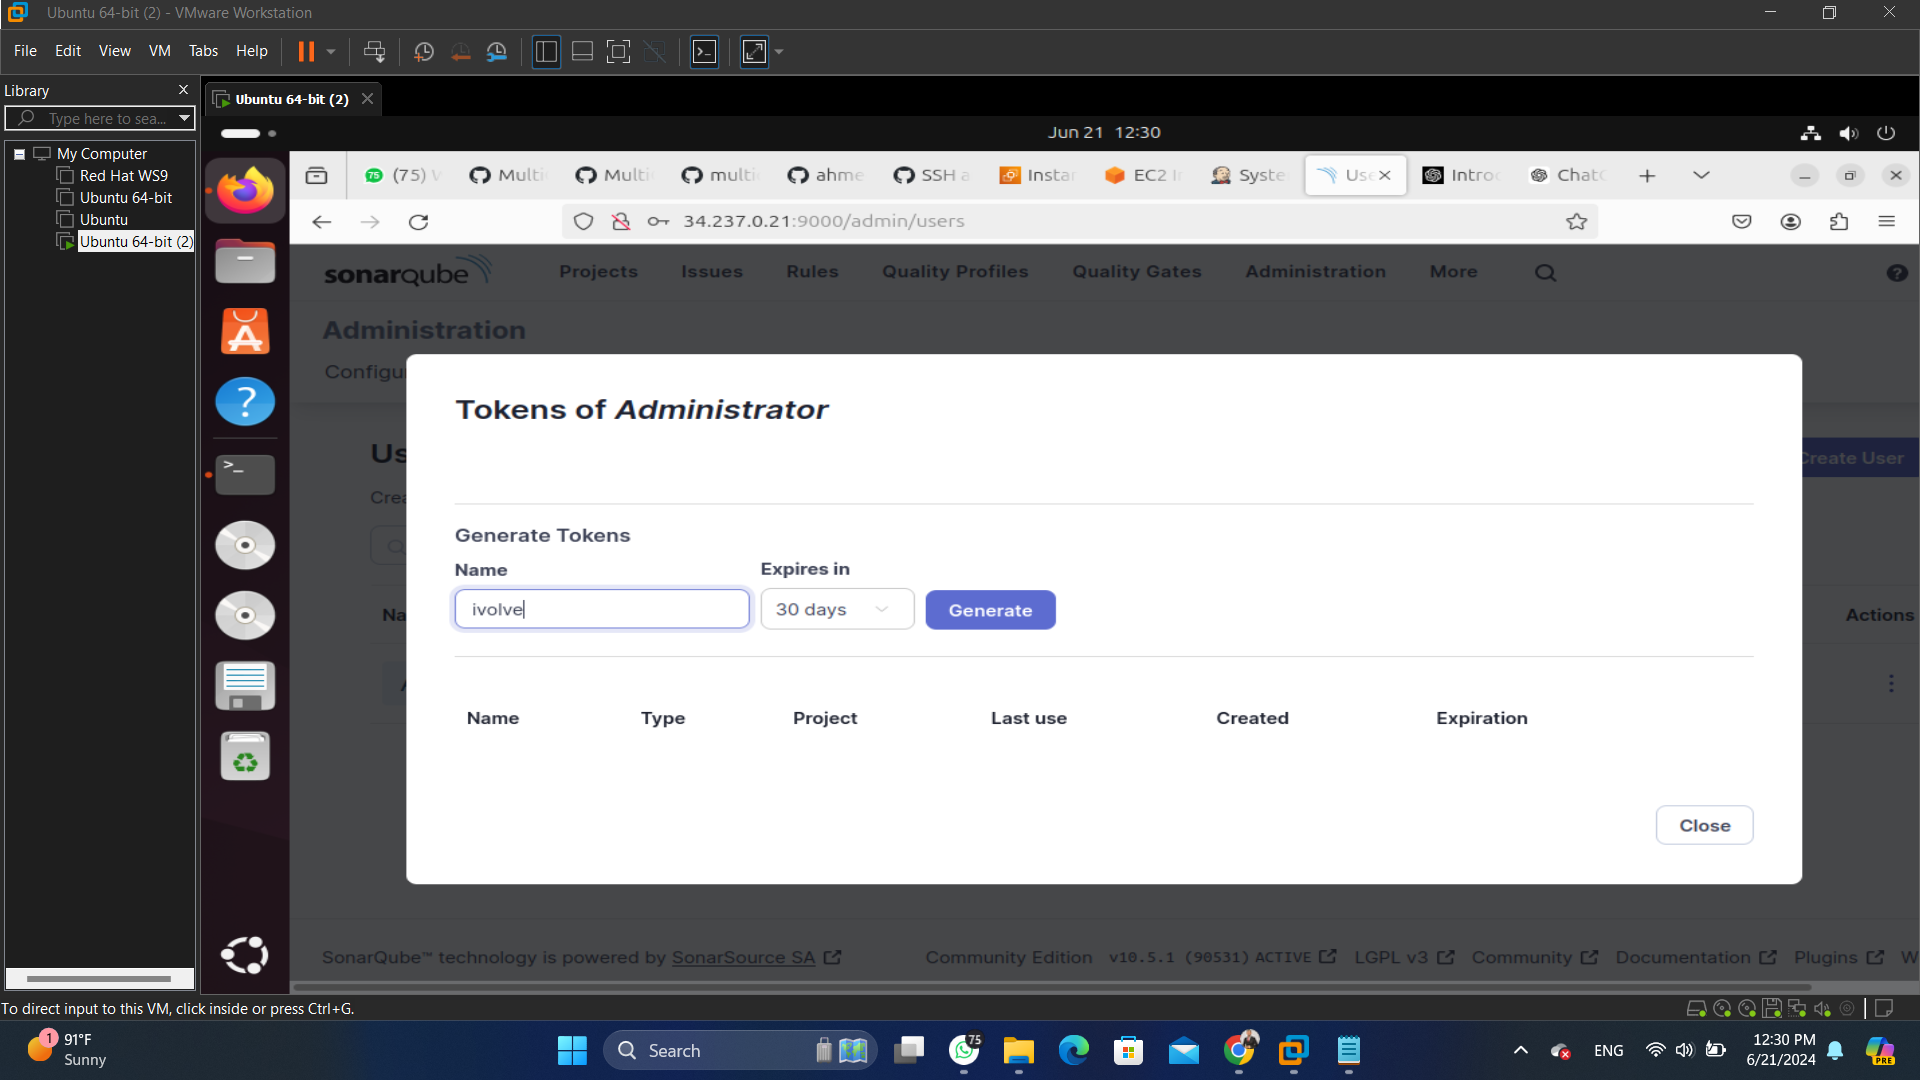 Ubuntu 64-bit (2) - VMware Workstation
File Edit View VM Tabs Help
Library
Type here to sea...
My Computer
Red Hat WS9
Ubuntu 64-bit
Ubuntu
Ubuntu 64-bit (2)
Ubuntu 64-bit (2)
Jun 21 12:30
75 (75) Multi Multi multi ahme SSH a Instar EC2 Syste Use Intro Chat
34.237.0.21:9000/admin/users
sonarqube Projects Issues Rules Quality Profiles Quality Gates Administration More
Administration
Configu
Us
Create User
Crea
Tokens of Administrator
Generate Tokens
Name Expires in
ivolve 30 days Generate
Na
Actions
Name Type Project Last use Created Expiration
Close
SonarQube™ technology is powered by SonarSource SA Community Edition v10.5.1 (90531) ACTIVE LGPL v3 Community Documentation Plugins W
To direct input to this VM, click inside or press Ctrl+G.
1 91°F
Sunny
Search
75
ENG
12:30 PM
6/21/2024
PRE